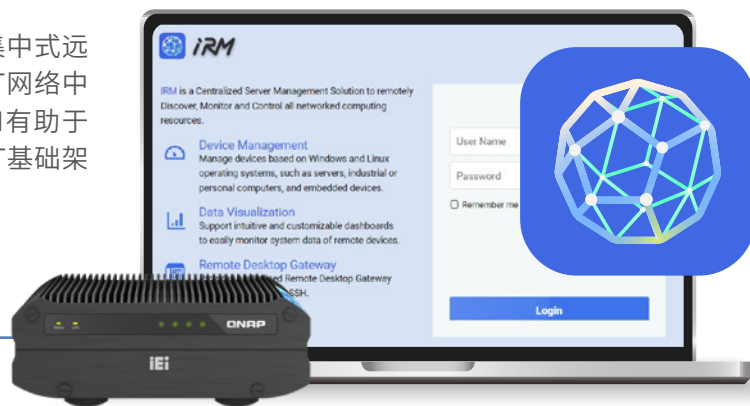 集中式远
网络中
有助于
基础架
iRM
IRM is a Centralized Server Management Solution to remotely
Discover, Monitor and Control all networked computing
resources.
Device Management
Manage devices based on Windows and Linux
operating systems, such as servers, industrial or
personal computers, and embedded devices.
Data Visualization
Support intuitive and customizable dashboards
to easily monitor system data of remote devices.
Remote Desktop Gateway
Remote Desktop Gateway
SSH.
User Name
Password
Remember me
Login
QNAP
iEi